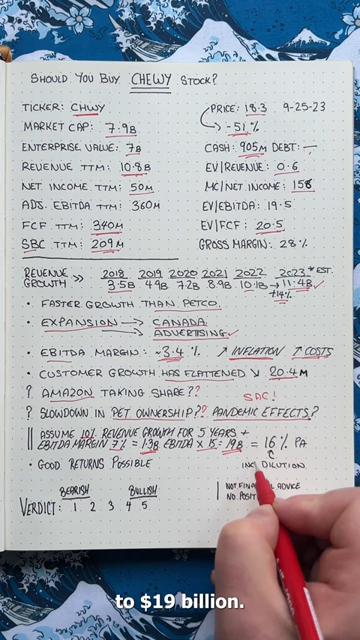 SHOULD YOU BUY CHEWY STOCK?
TICKER: CHWY
PRICE: 18.3 9-25-23
MARKET CAP: 7.9B
-51%
ENTERPRISE VALUE: 7B
CASH: 905M DEBT: —
REVENUE TTM: 10.8B
EV|REVENUE: 0.6
NET INCOME TTM: 50M
MC|NET INCOME: 158
ADJ. EBITDA TTM: 360M
EV|EBITDA: 19.5
FCF TTM: 340M
EV|FCF: 20.5
SBC TTM: 209M
GROSS MARGIN: 28%
REVENUE GROWTH >> 2018 2019 2020 2021 2022 2023* EST.
3.5B 4.9B 7.2B 8.9B 10.1B → 11.4B ✓
+14%
• FASTER GROWTH THAN PETCO.
• EXPANSION → CANADA
→ ADVERTISING ✓
• EBITDA MARGIN: ~3.4% ↗ INFLATION ↑ COSTS
• CUSTOMER GROWTH HAS FLATTENED ↘ 20.4M
? AMAZON TAKING SHARE??
SAC!
? SLOWDOWN IN PET OWNERSHIP?? PANDEMIC EFFECTS?
|| ASSUME 10% REVENUE GROWTH FOR 5 YEARS +
EBITDA MARGIN 7% = 1.3B EBITDA x 15 = 19B = 16% PA
• GOOD RETURNS POSSIBLE
INC DILUTION
BEARISH BULLISH
VERDICT: 1 2 3 4 5
NOT FINANCIAL ADVICE
NO
to $19 billion.